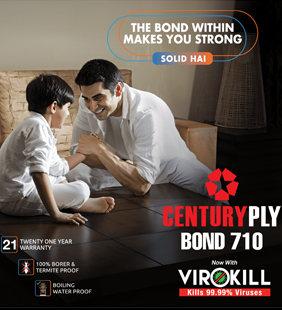 THE BOND WITHIN
MAKES YOU STRONG
SOLID HAI
CENTURYPLY
BOND 710
21 TWENTY ONE YEAR
WARRANTY
100% BORER &
TERMITE PROOF
BOILING
WATER PROOF
Now With
VIROKILL
Kills 99.99% Viruses